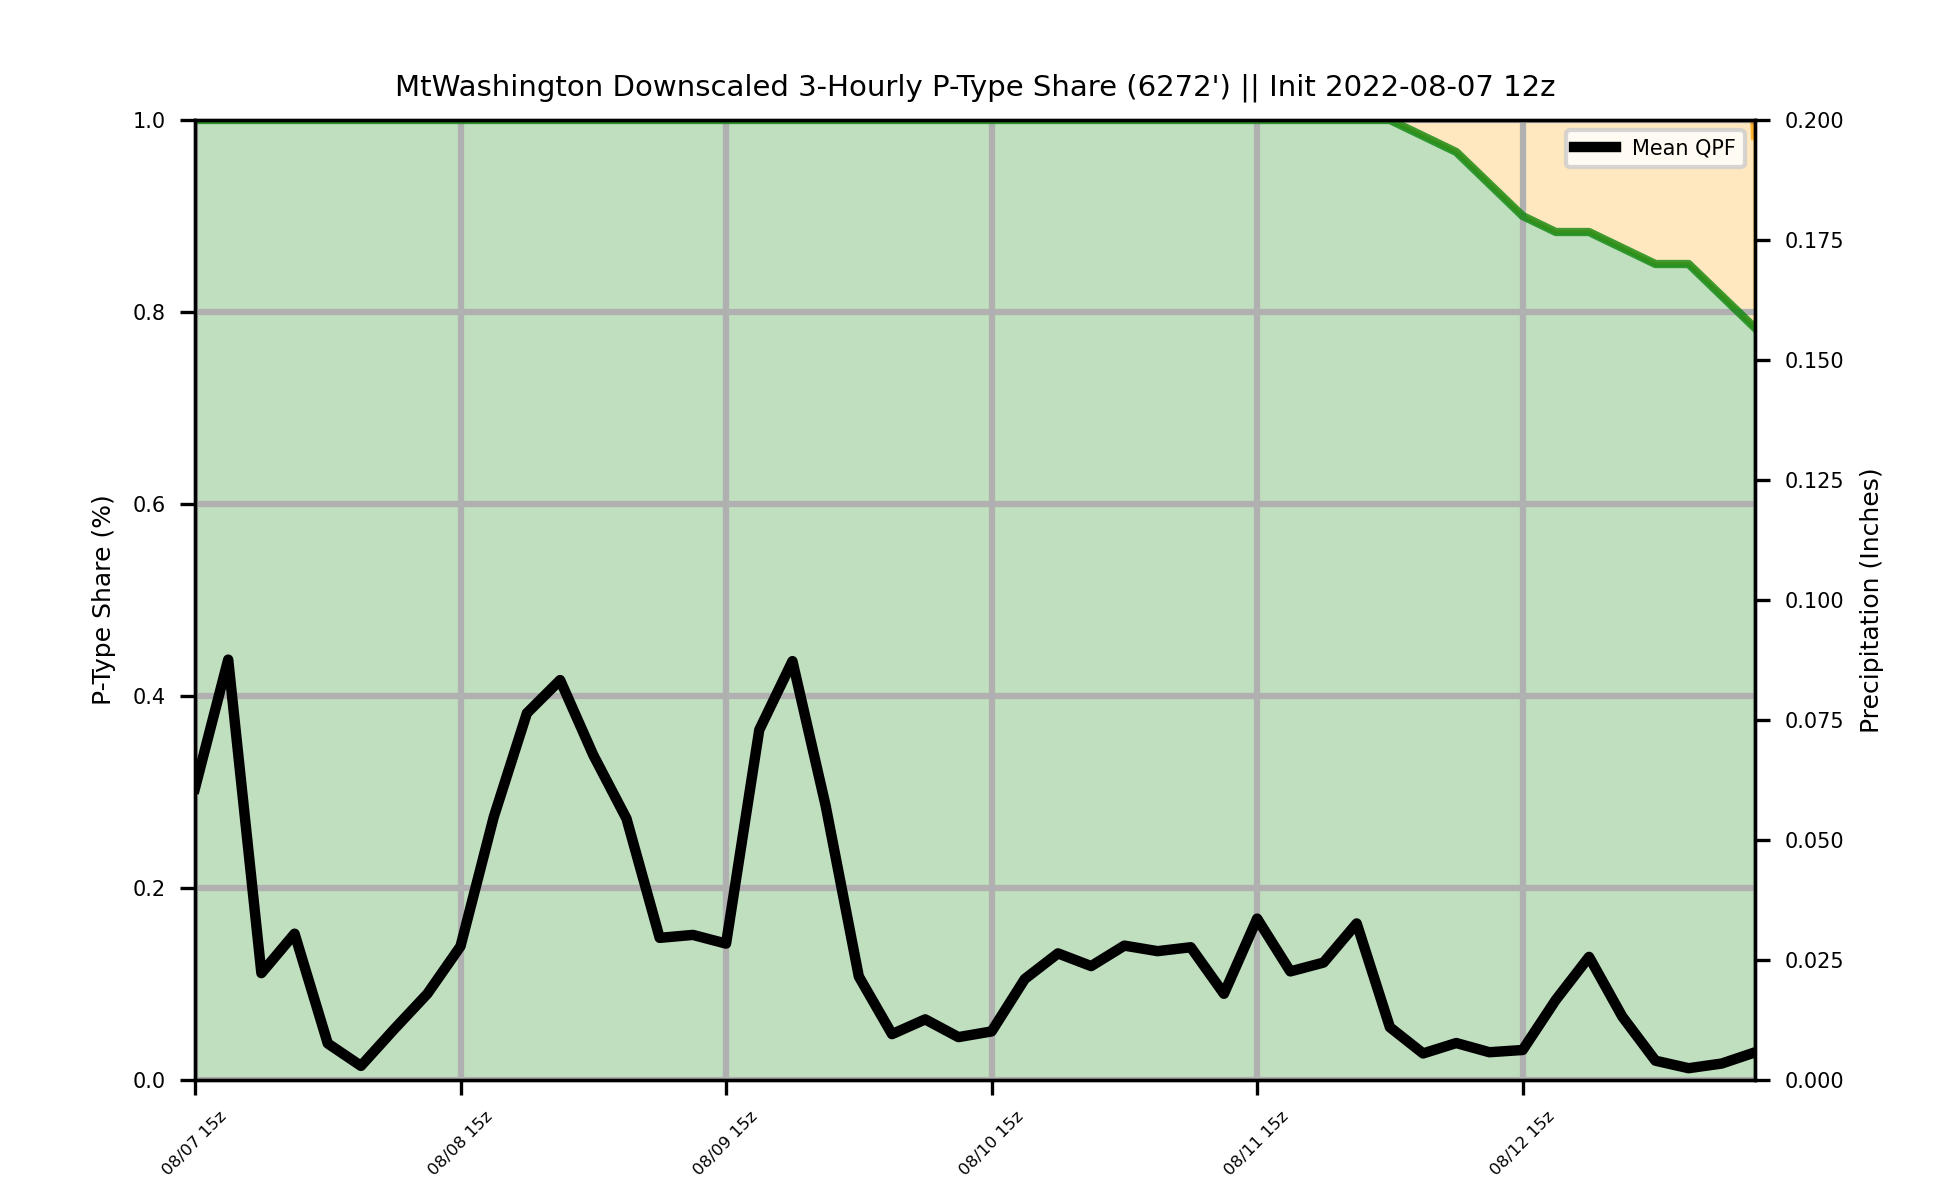 MtWashington Downscaled 3-Hourly P-Type Share (6272') || Init 2022-08-07 12z
Mean QPF
P-Type Share (%)
1.0
0.8
0.6
0.4
0.2
0.0
0.200
0.175
0.150
0.125
0.100
0.075
0.050
0.025
0.000
Precipitation (Inches)
08/07 15z
08/08 15z
08/09 15z
08/10 15z
08/11 15z
08/12 15z